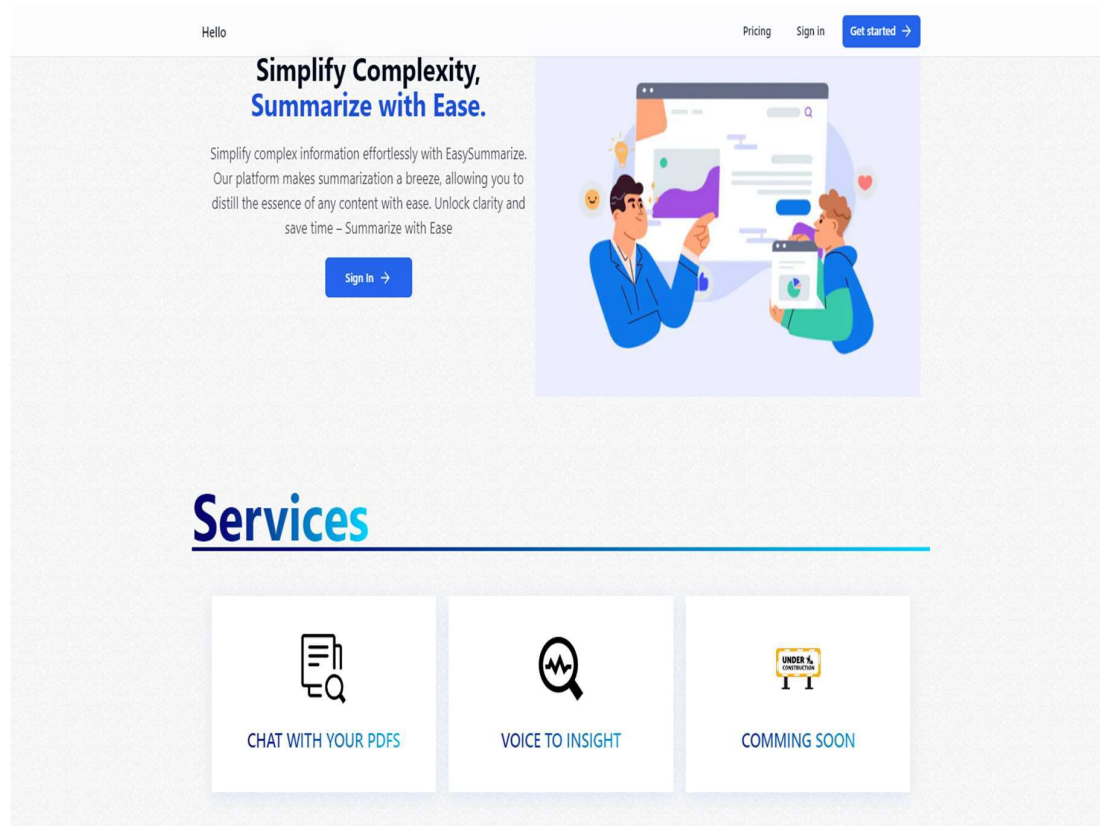 Hello
Pricing
Sign in
Get started
Simplify Complexity,
Summarize with Ease.
Simplify complex information effortlessly with EasySummarize.
Our platform makes summarization a breeze, allowing you to
distill the essence of any content with ease. Unlock clarity and
save time – Summarize with Ease
Sign In
Services
CHAT WITH YOUR PDFS
VOICE TO INSIGHT
UNDER
CONSTRUCTION
COMMING SOON